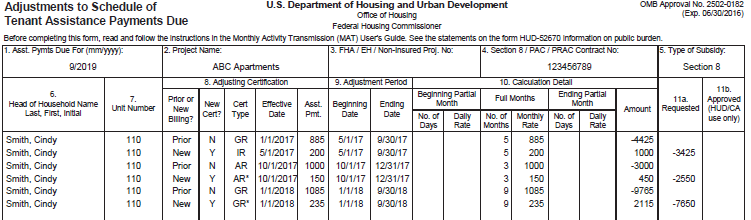 Adjustments to Schedule of
Tenant Assistance Payments Due
U.S. Department of Housing and Urban Development
Office of Housing
Federal Housing Commissioner
OMB Approval No. 2502-0182
(Exp. 06/30/2016)
Before completing this form, read and follow the instructions in the Monthly Activity Transmission (MAT) User's Guide. See the statements on the form HUD-52670 information on public burden.
1. Asst. Pymts Due For (mm/yyyy): 2. Project Name: 3. FHA / EH / Non-Insured Proj. No: 4. Section 8 / PAC / PRAC Contract No: 5. Type of Subsidy:
9/2019 ABC Apartments 123456789 Section 8
6. Head of Household Name Last, First, Initial
7. Unit Number
8. Adjusting Certification
Prior or New Billing? New Cert? Cert Type Effective Date Asst. Pmt.
9. Adjustment Period
Beginning Date Ending Date
10. Calculation Detail
Beginning Partial Month Full Months Ending Partial Month Amount
No. of Days Daily Rate No. of Months Monthly Rate No. of Days Daily Rate
11a. Requested
11b. Approved (HUD/CA use only)
Smith, Cindy 110 Prior N GR 1/1/2017 885 5/1/17 9/30/17 5 885 -4425
Smith, Cindy 110 New Y IR 5/1/2017 200 5/1/17 9/30/17 5 200 1000 -3425
Smith, Cindy 110 Prior N AR 10/1/2017 1000 10/1/17 12/31/17 3 1000 -3000
Smith, Cindy 110 New Y AR* 10/1/2017 150 10/1/17 12/31/17 3 150 450 -2550
Smith, Cindy 110 Prior N GR 1/1/2018 1085 1/1/18 9/30/18 9 1085 -9765
Smith, Cindy 110 New Y GR* 1/1/2018 235 1/1/18 9/30/18 9 235 2115 -7650